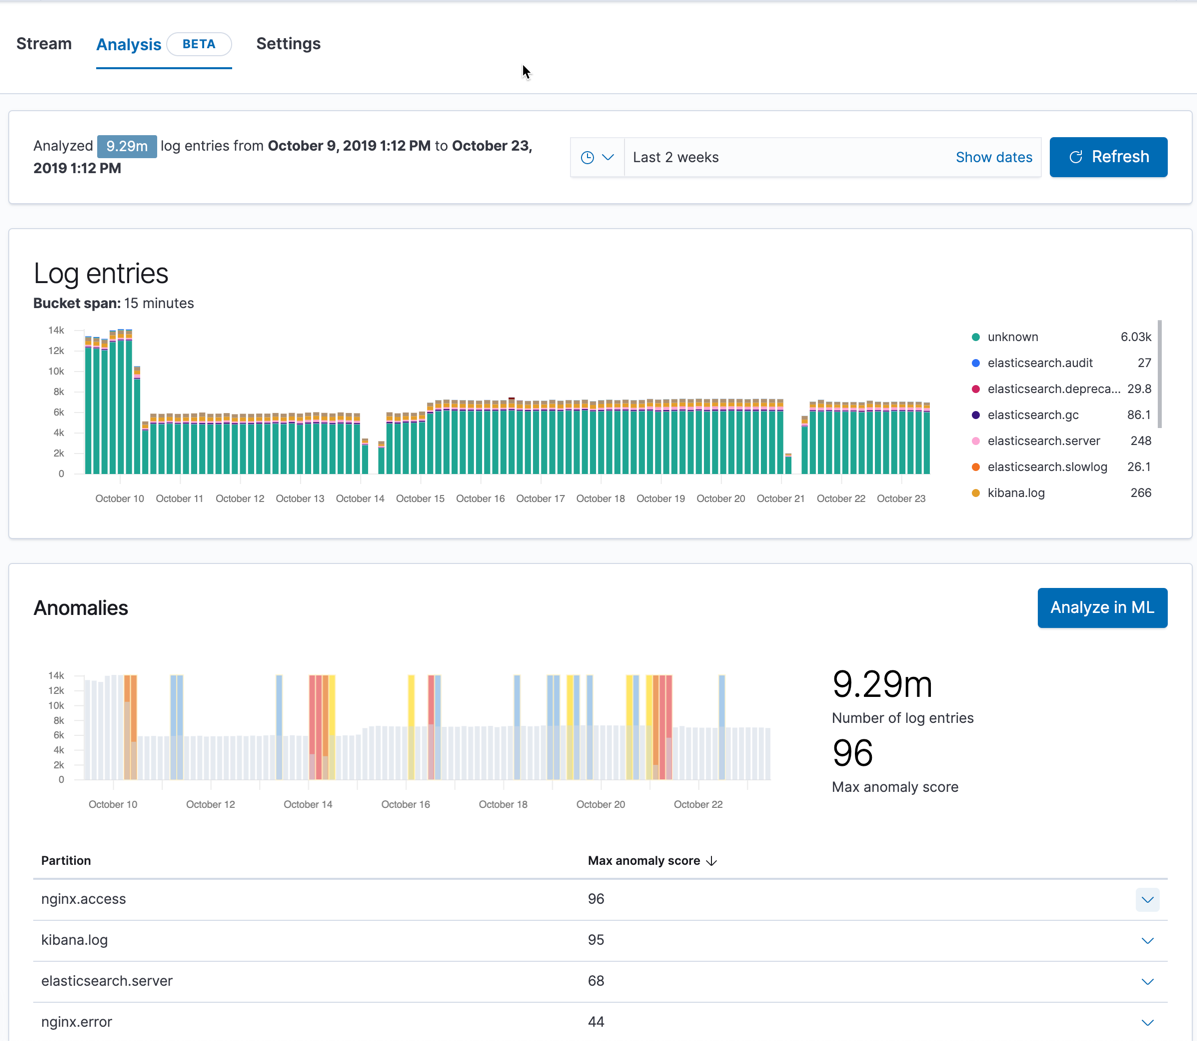 Stream Analysis BETA Settings
Analyzed 9.29m log entries from October 9, 2019 1:12 PM to October 23,
2019 1:12 PM
Last 2 weeks Show dates Refresh
Log entries
Bucket span: 15 minutes
14k
12k
10k
8k
6k
4k
2k
0
October 10 October 11 October 12 October 13 October 14 October 15 October 16 October 17 October 18 October 19 October 20 October 21 October 22 October 23
unknown 6.03k
elasticsearch.audit 27
elasticsearch.depreca... 29.8
elasticsearch.gc 86.1
elasticsearch.server 248
elasticsearch.slowlog 26.1
kibana.log 266
Anomalies Analyze in ML
14k
12k
10k
8k
6k
4k
2k
0
October 10 October 12 October 14 October 16 October 18 October 20 October 22
9.29m
Number of log entries
96
Max anomaly score
Partition Max anomaly score ↓
nginx.access 96
kibana.log 95
elasticsearch.server 68
nginx.error 44